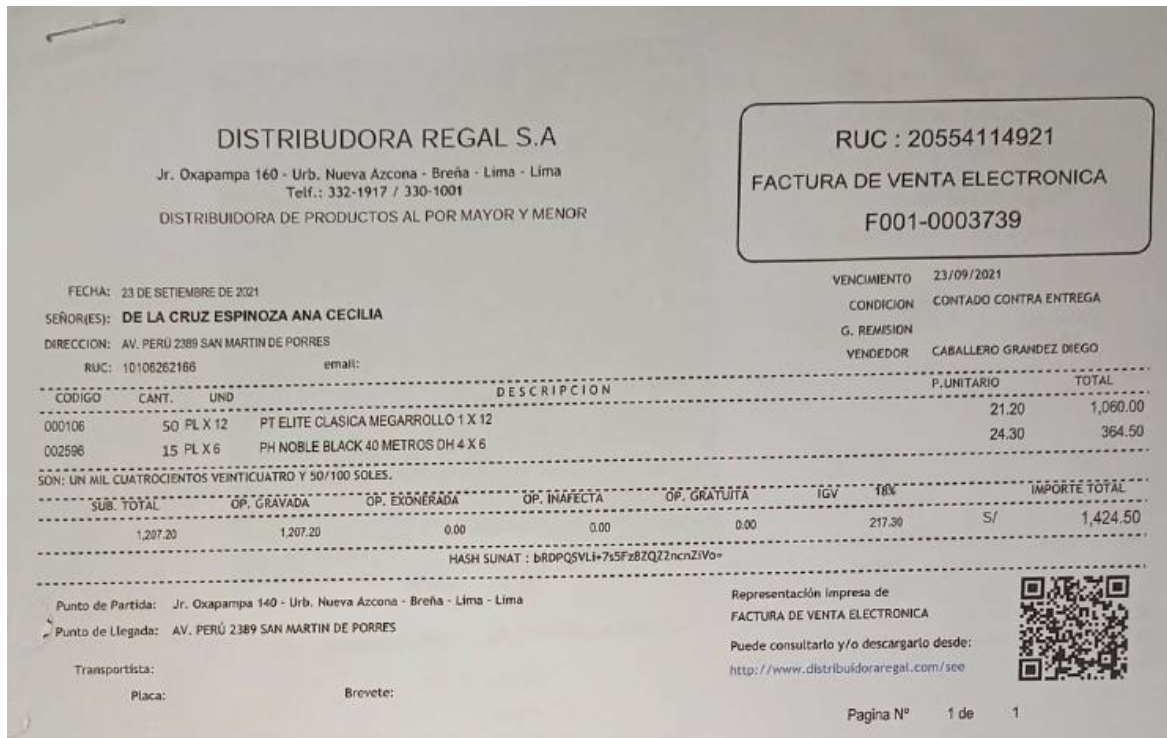 DISTRIBUDORA REGAL S.A
Jr. Oxapampa 160 - Urb. Nueva Azcona - Breña - Lima - Lima
Telf.: 332-1917 / 330-1001
DISTRIBUIDORA DE PRODUCTOS AL POR MAYOR Y MENOR
RUC : 20554114921
FACTURA DE VENTA ELECTRONICA
F001-0003739
FECHA: 23 DE SETIEMBRE DE 2021
SEÑOR(ES): DE LA CRUZ ESPINOZA ANA CECILIA
DIRECCION: AV. PERÚ 2389 SAN MARTIN DE PORRES
RUC: 10106262166 email:
VENCIMIENTO 23/09/2021
CONDICION CONTADO CONTRA ENTREGA
G. REMISION
VENDEDOR CABALLERO GRANDEZ DIEGO
CODIGO CANT. UND DESCRIPCION P.UNITARIO TOTAL
000106 50 PL X 12 PT ELITE CLASICA MEGARROLLO 1 X 12 21.20 1,060.00
002596 15 PL X 6 PH NOBLE BLACK 40 METROS DH 4 X 6 24.30 364.50
SON: UN MIL CUATROCIENTOS VEINTICUATRO Y 50/100 SOLES.
SUB. TOTAL OP. GRAVADA OP. EXONERADA OP. INAFECTA OP. GRATUITA IGV 18% IMPORTE TOTAL
1,207.20 1,207.20 0.00 0.00 0.00 217.30 S/ 1,424.50
HASH SUNAT : bRDPQSVLi+7s5Fz8ZQZ2ncnZiVo=
Punto de Partida: Jr. Oxapampa 140 - Urb. Nueva Azcona - Breña - Lima - Lima
Punto de Llegada: AV. PERÚ 2389 SAN MARTIN DE PORRES
Transportista:
Placa: Brevete:
Representación impresa de
FACTURA DE VENTA ELECTRONICA
Puede consultarlo y/o descargarlo desde:
http://www.distribuidoraregal.com/see
Pagina Nº 1 de 1